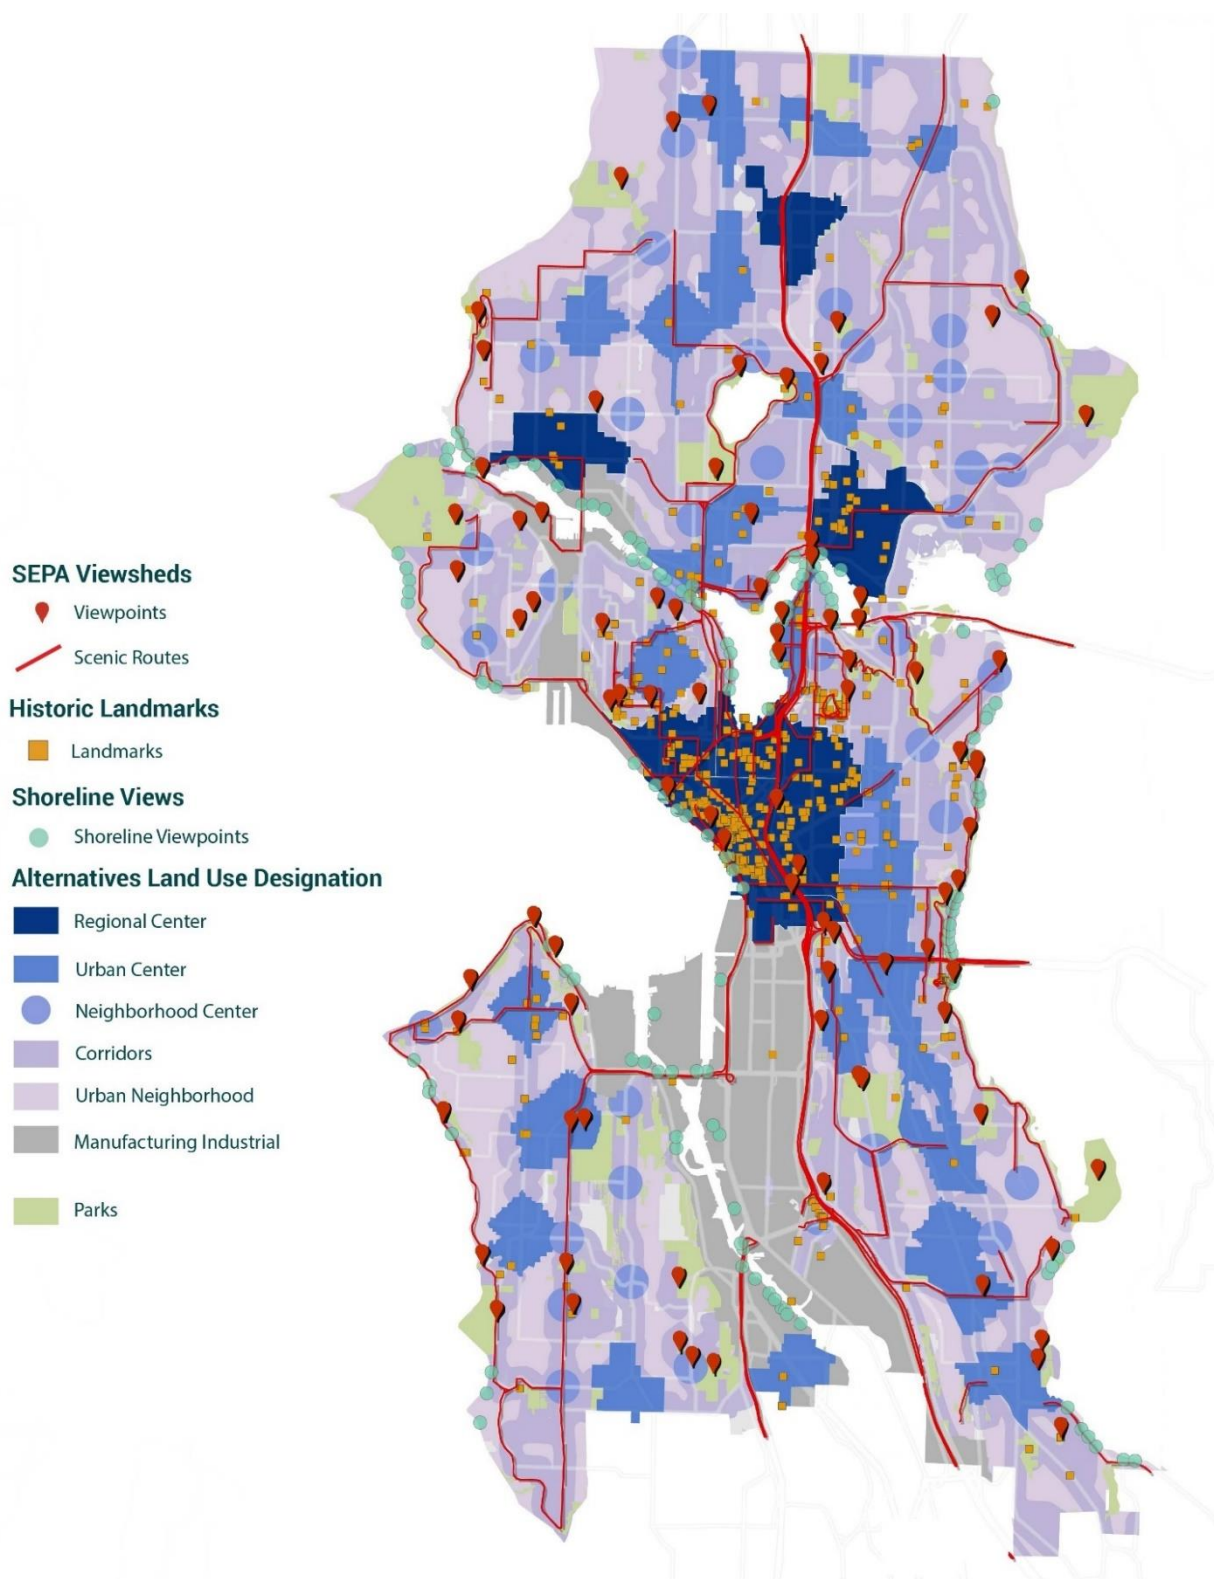 SEPA Viewsheds
Viewpoints
Scenic Routes
Historic Landmarks
Landmarks
Shoreline Views
Shoreline Viewpoints
Alternatives Land Use Designation
Regional Center
Urban Center
Neighborhood Center
Corridors
Urban Neighborhood
Manufacturing Industrial
Parks